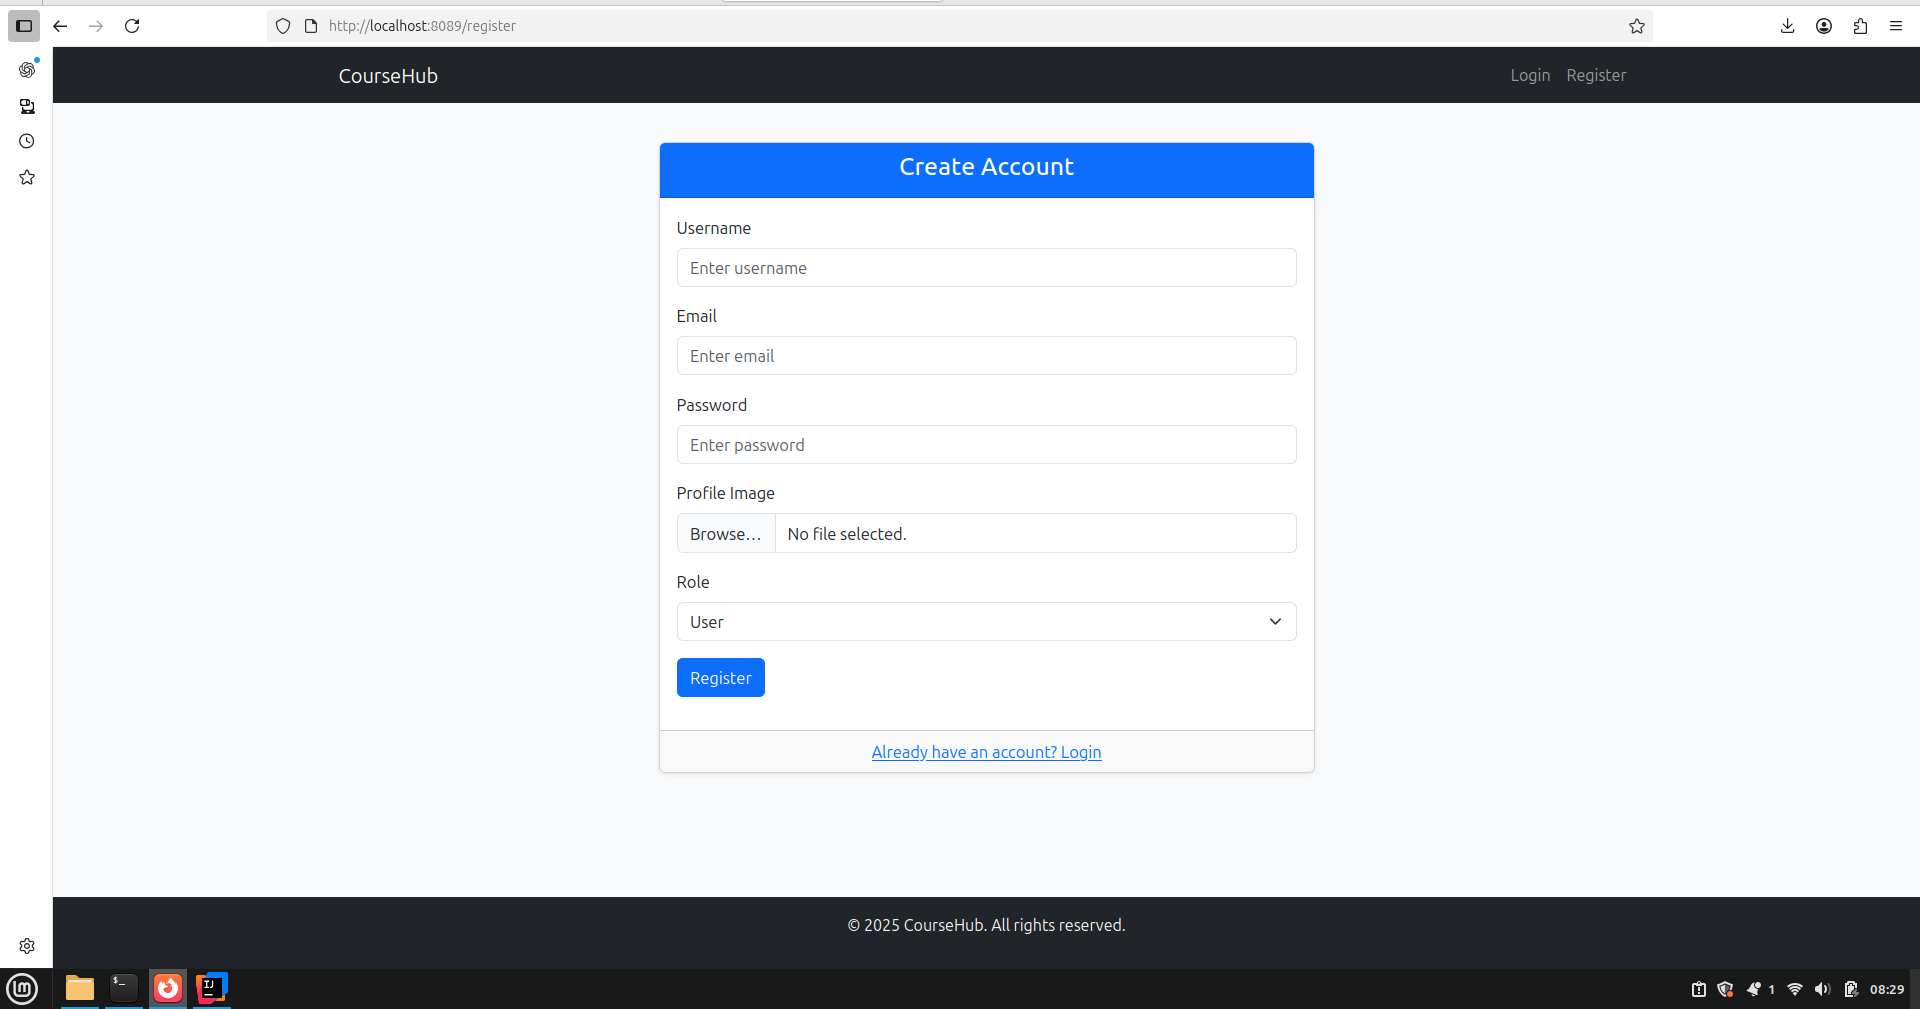 http://localhost:8089/register
CourseHub
Login Register
Create Account
Username
Enter username
Email
Enter email
Password
Enter password
Profile Image
Browse… No file selected.
Role
User
Register
Already have an account? Login
© 2025 CourseHub. All rights reserved.
1 08:29